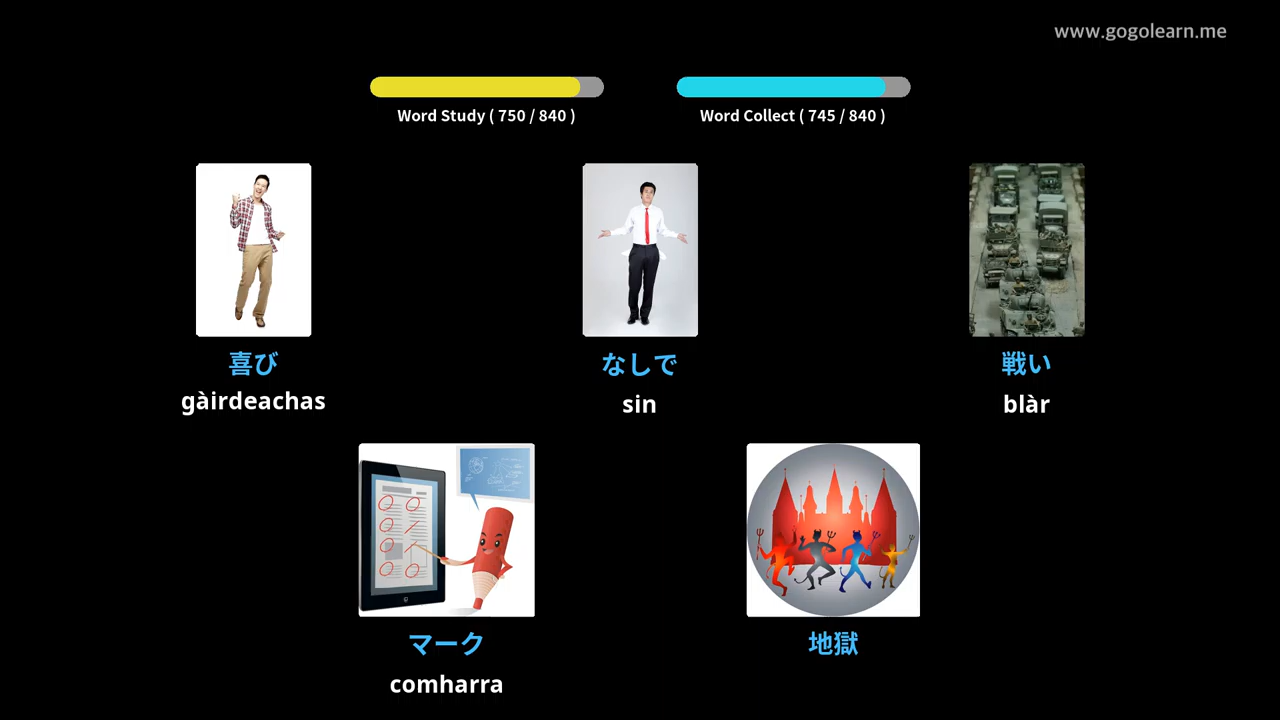 www.gogolearn.me
Word Study ( 750 / 840 )
Word Collect ( 745 / 840 )
喜び
なしで
戦い
gàirdeachas
sin
blàr
マーク
地獄
comharra